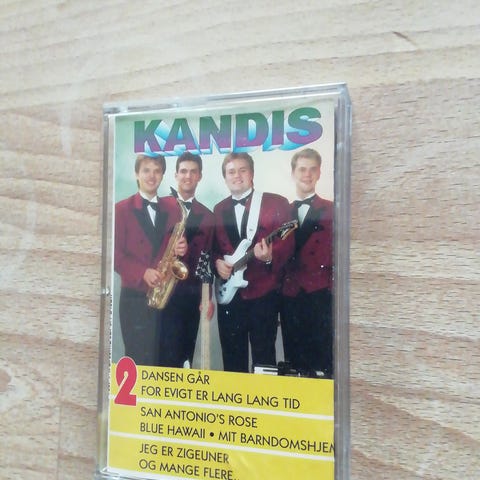 KANDIS
2
DANSEN GÅR
FOR EVIGT ER LANG LANG TID
SAN ANTONIO'S ROSE
BLUE HAWAII • MIT BARNDOMSHJEM
JEG ER ZIGEUNER
OG MANGE FLERE...